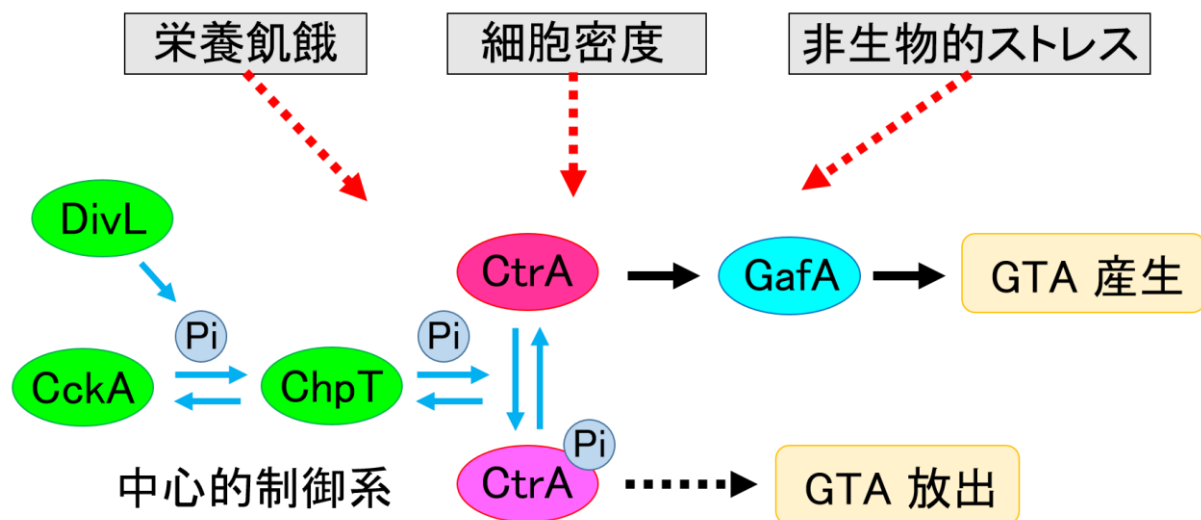 栄養飢餓
細胞密度
非生物的ストレス
DivL
CtrA
GafA
GTA 産生
Pi
Pi
CckA
ChpT
Pi
中心的制御系
CtrA
GTA 放出